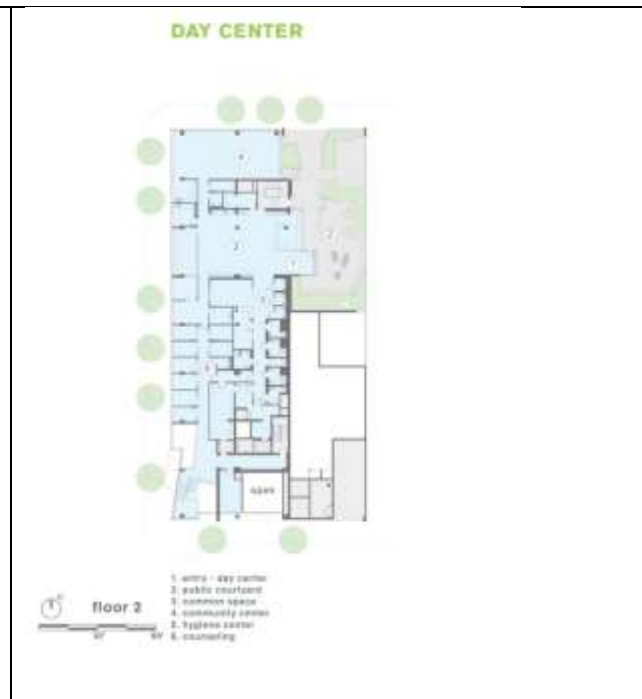 DAY CENTER
open
floor 2
1. entry - day center
2. public courtyard
3. common space
4. community center
5. hygiene center
6. counseling